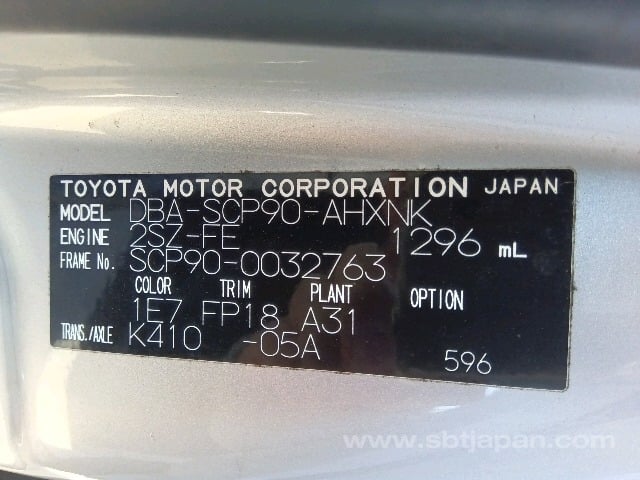 TOYOTA MOTOR CORPORATION JAPAN
MODEL DBA-SCP90-AHXNK
ENGINE 2SZ-FE 1296 mL
FRAME No. SCP90-0032763
COLOR TRIM PLANT OPTION
1E7 FP18 A31
TRANS./AXLE K410 -05A
596
www.sbtjapan.com